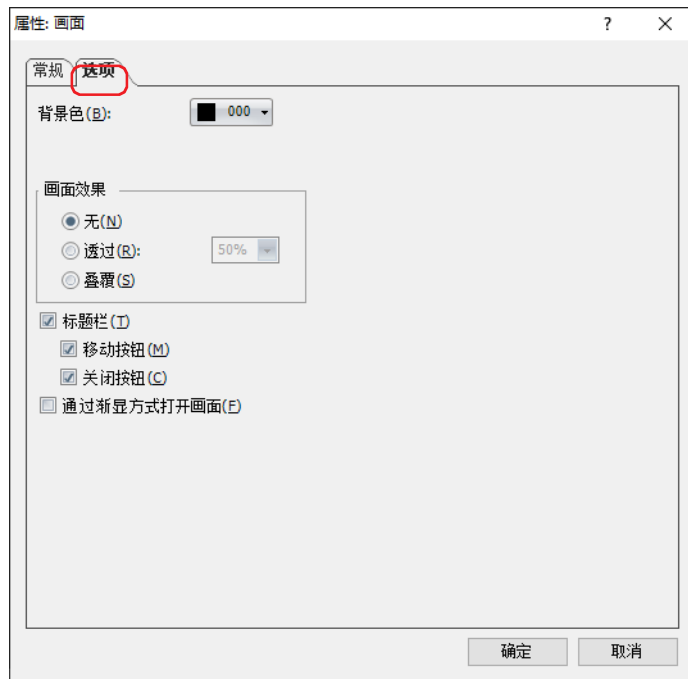 属性: 画面 ?
常规 选项
背景色(B): 000
画面效果
无(N)
透过(R): 50%
叠覆(S)
标题栏(T)
移动按钮(M)
关闭按钮(C)
通过渐显方式打开画面(F)
确定 取消